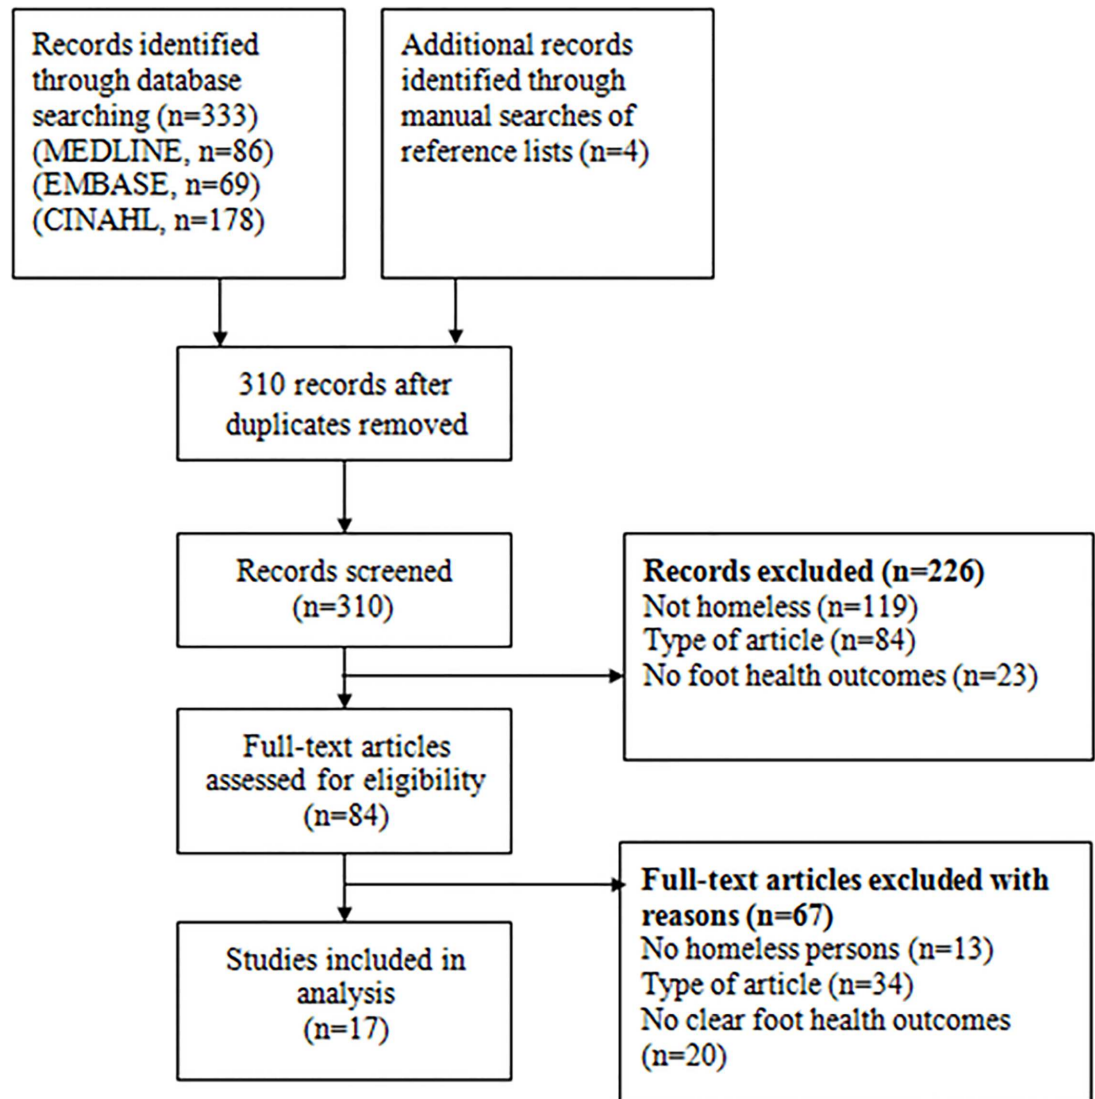 Records identified
through database
searching (n=333)
(MEDLINE, n=86)
(EMBASE, n=69)
(CINAHL, n=178)
Additional records
identified through
manual searches of
reference lists (n=4)
310 records after
duplicates removed
Records screened
(n=310)
Records excluded (n=226)
Not homeless (n=119)
Type of article (n=84)
No foot health outcomes (n=23)
Full-text articles
assessed for eligibility
(n=84)
Full-text articles excluded with
reasons (n=67)
No homeless persons (n=13)
Type of article (n=34)
No clear foot health outcomes
(n=20)
Studies included in
analysis
(n=17)